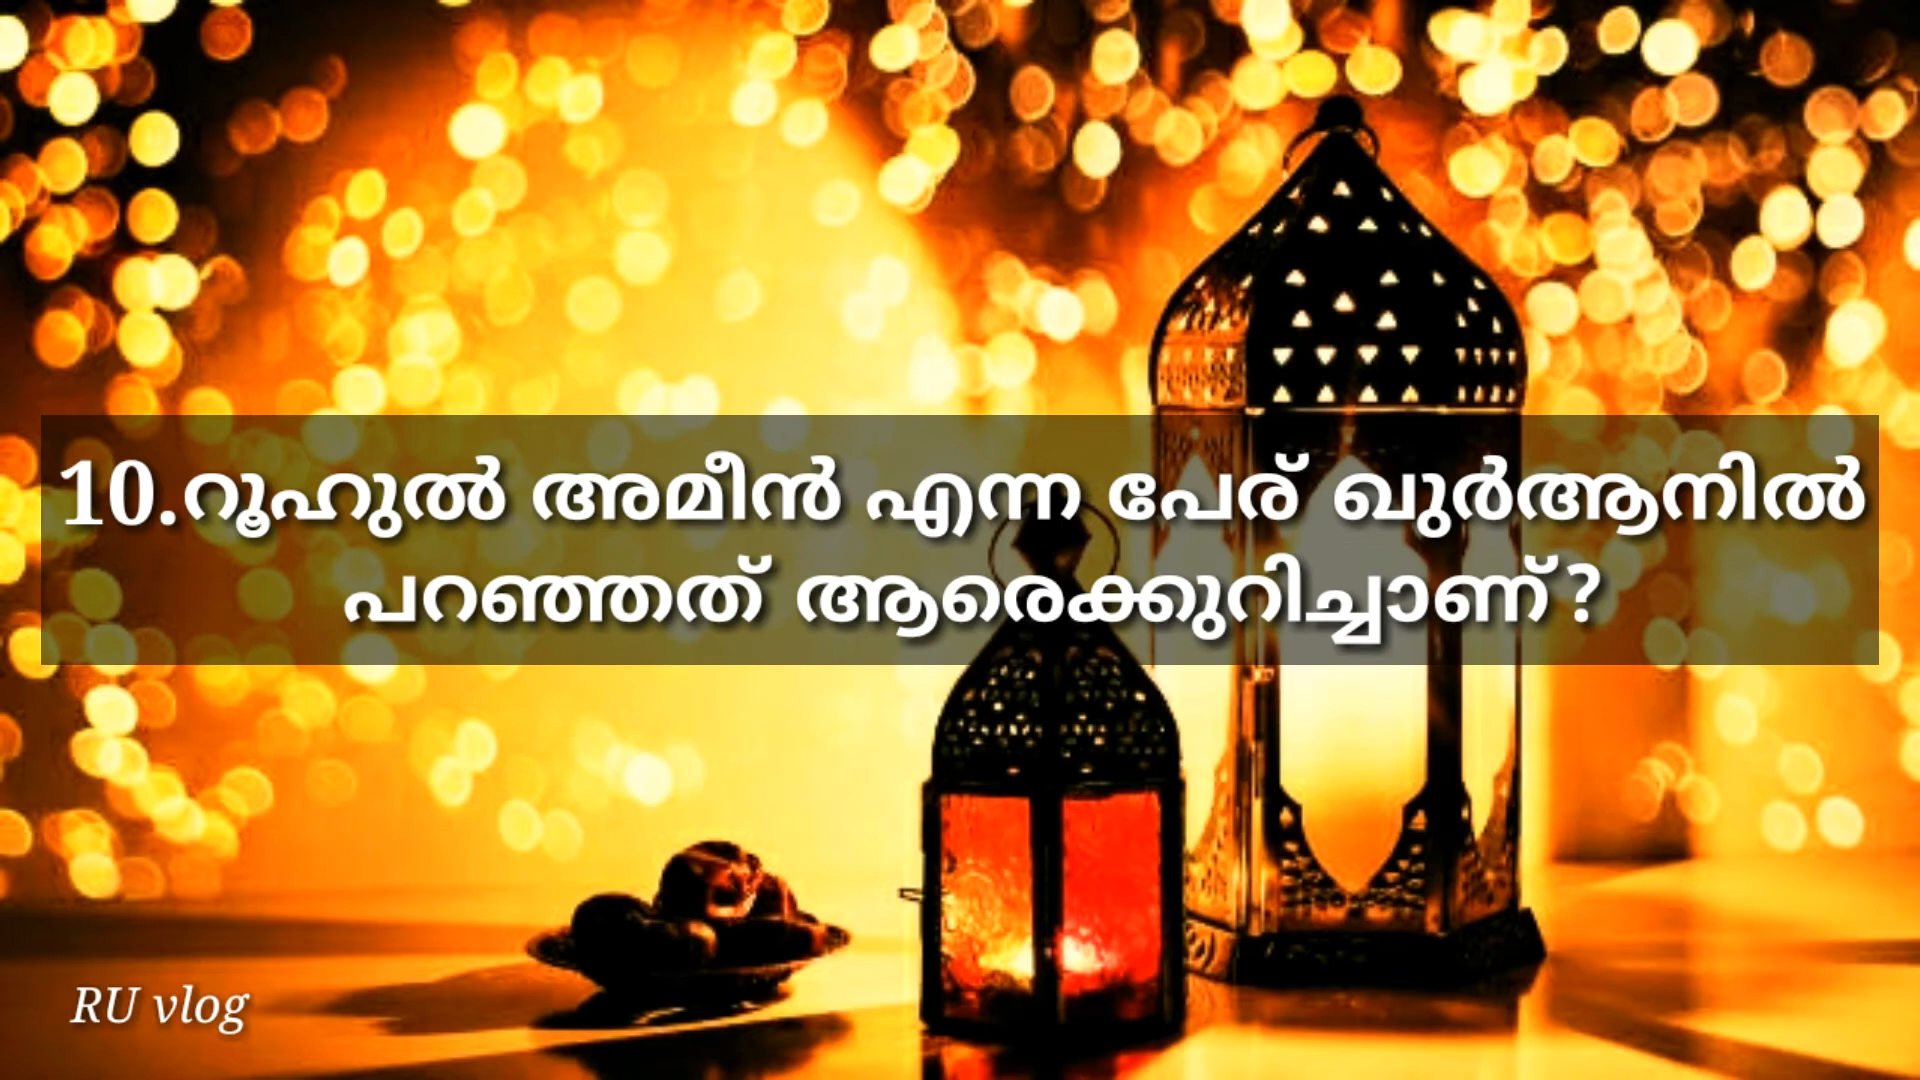 10.റൂഹുൽ അമീൻ എന്ന പേര് ഖുർആനിൽ
പറഞ്ഞത് ആരെക്കുറിച്ചാണ്?
RU vlog